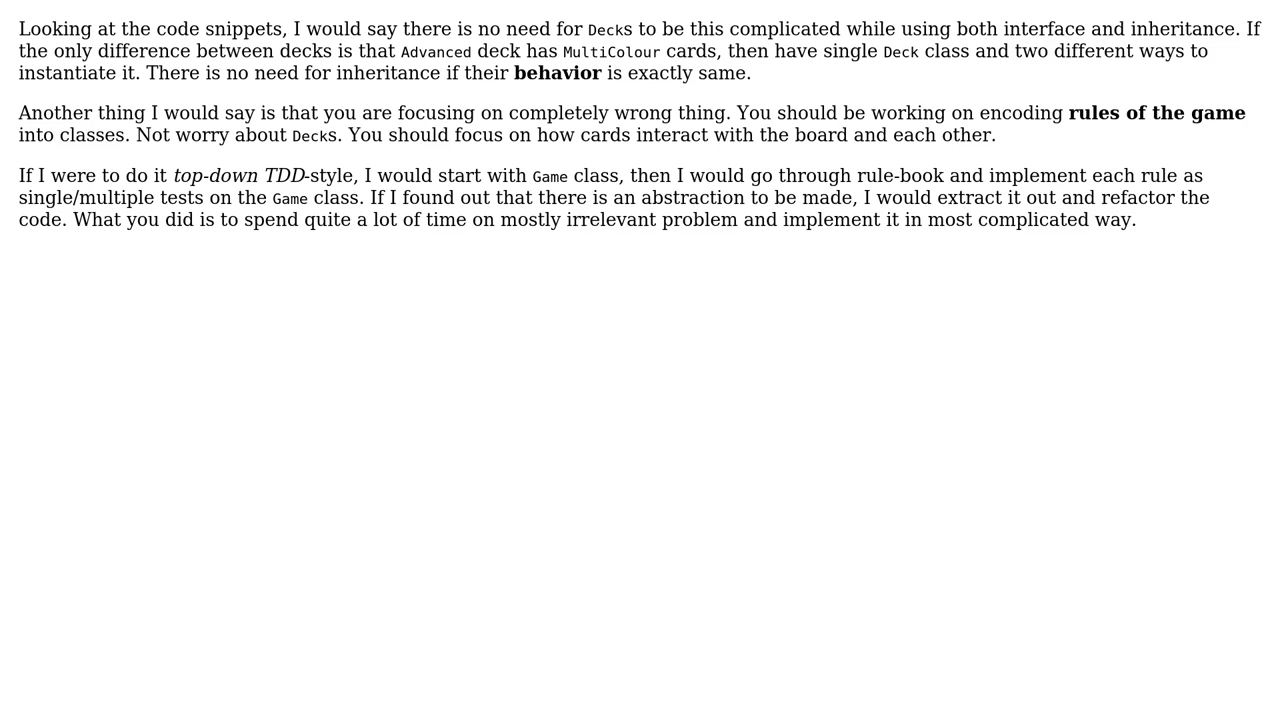 Looking at the code snippets, I would say there is no need for Decks to be this complicated while using both interface and inheritance. If
the only difference between decks is that Advanced deck has MultiColour cards, then have single Deck class and two different ways to
instantiate it. There is no need for inheritance if their behavior is exactly same.
Another thing I would say is that you are focusing on completely wrong thing. You should be working on encoding rules of the game
into classes. Not worry about Decks. You should focus on how cards interact with the board and each other.
If I were to do it top-down TDD-style, I would start with Game class, then I would go through rule-book and implement each rule as
single/multiple tests on the Game class. If I found out that there is an abstraction to be made, I would extract it out and refactor the
code. What you did is to spend quite a lot of time on mostly irrelevant problem and implement it in most complicated way.